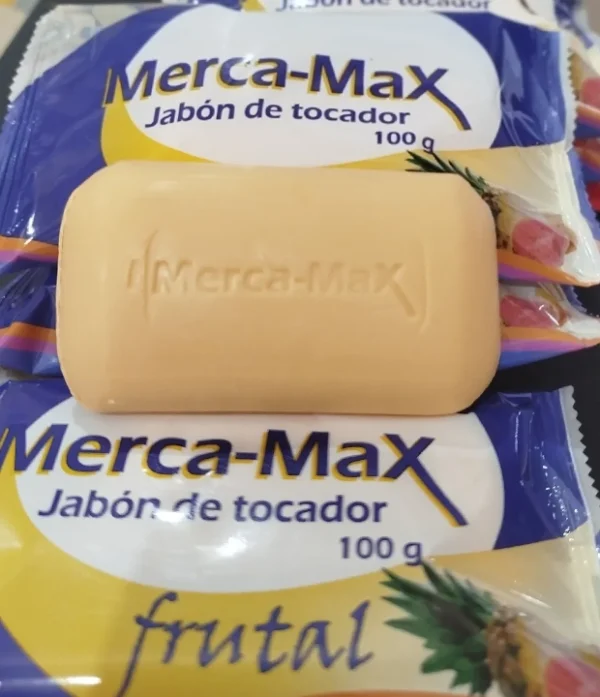 Jabón de tocador
Merca-Max
Jabón de tocador
100 g
Merca-Max
Merca-Max
Jabón de tocador
100 g
frutal